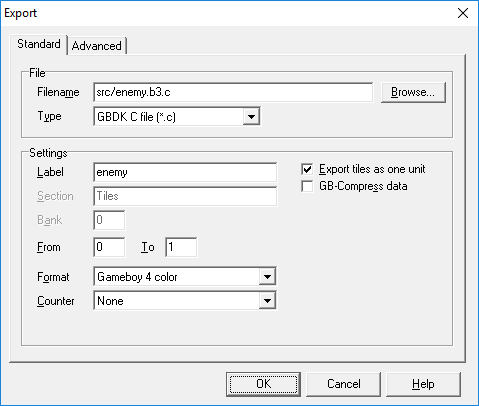 Export
Standard Advanced
File
Filename src/enemy.b3.c Browse...
Type GBDK C file (*.c)
Settings
Label enemy Export tiles as one unit
Section Tiles GB-Compress data
Bank 0
From 0 To 1
Format Gameboy 4 color
Counter None
OK Cancel Help